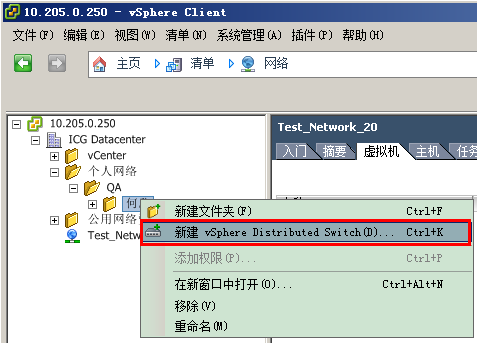 10.205.0.250 - vSphere Client
文件(F) 编辑(E) 视图(W) 清单(N) 系统管理(A) 插件(P) 帮助(H)
主页 清单 网络
10.205.0.250
ICG Datacenter
vCenter
个人网络
QA
公用网络
Test_Netw
Test_Network_20
入门 摘要 虚拟机 主机 任务
新建文件夹(F) Ctrl+F
新建 vSphere Distributed Switch(D)... Ctrl+K
添加权限(P)... Ctrl+P
在新窗口中打开(O)... Ctrl+Alt+N
移除(V)
重命名(M)